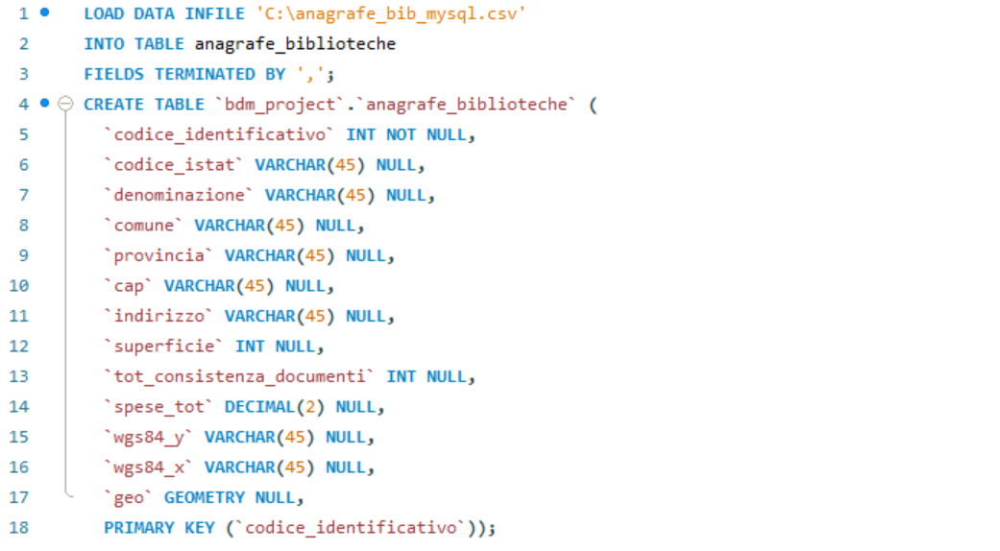 1 LOAD DATA INFILE 'C:\anagrafe_bib_mysql.csv'
2 INTO TABLE anagrafe_biblioteche
3 FIELDS TERMINATED BY ',';
4 CREATE TABLE `bdm_project`.`anagrafe_biblioteche` (
5 `codice_identificativo` INT NOT NULL,
6 `codice_istat` VARCHAR(45) NULL,
7 `denominazione` VARCHAR(45) NULL,
8 `comune` VARCHAR(45) NULL,
9 `provincia` VARCHAR(45) NULL,
10 `cap` VARCHAR(45) NULL,
11 `indirizzo` VARCHAR(45) NULL,
12 `superficie` INT NULL,
13 `tot_consistenza_documenti` INT NULL,
14 `spese_tot` DECIMAL(2) NULL,
15 `wgs84_y` VARCHAR(45) NULL,
16 `wgs84_x` VARCHAR(45) NULL,
17 `geo` GEOMETRY NULL,
18 PRIMARY KEY (`codice_identificativo`));